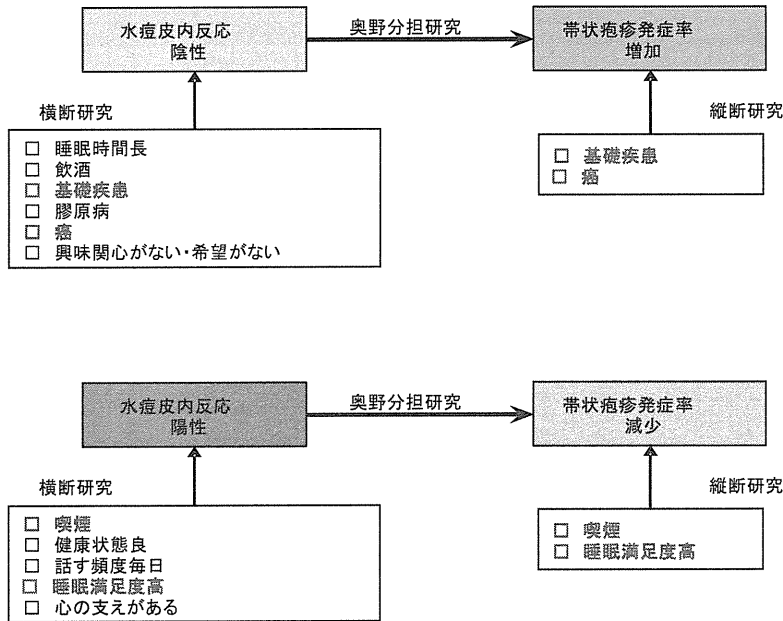 水痘皮内反応
陰性
奥野分担研究
帯状疱疹発症率
増加
横断研究
縦断研究
□ 睡眠時間長
□ 飲酒
□ 基礎疾患
□ 膠原病
□ 癌
□ 興味関心がない・希望がない
□ 基礎疾患
□ 癌
水痘皮内反応
陽性
奥野分担研究
帯状疱疹発症率
減少
横断研究
縦断研究
□ 喫煙
□ 健康状態良
□ 話す頻度毎日
□ 睡眠満足度高
□ 心の支えがある
□ 喫煙
□ 睡眠満足度高